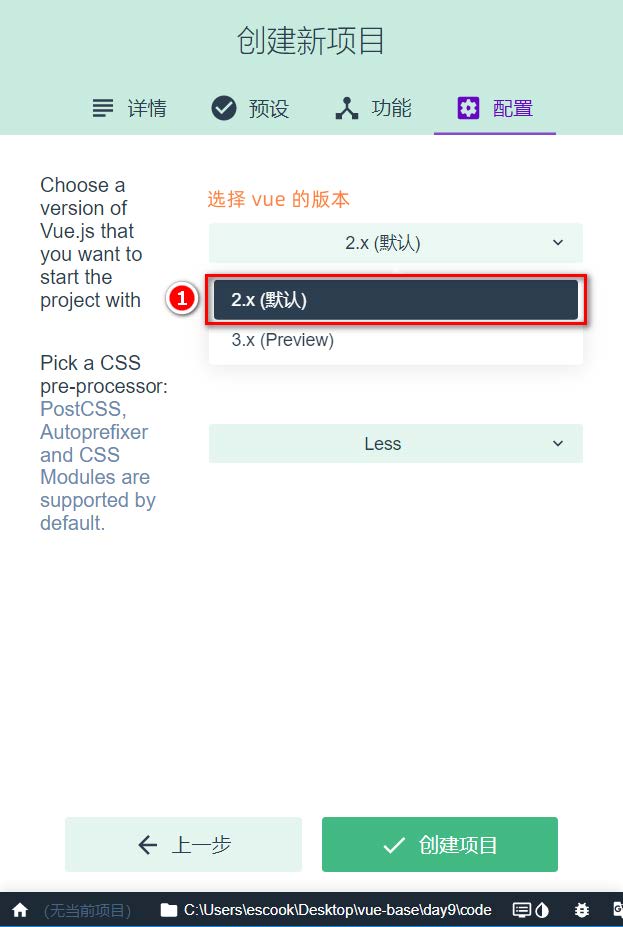 创建新项目
详情 预设 功能 配置
Choose a
version of
Vue.js that
you want to
start the
project with
选择 vue 的版本
2.x (默认)
1
2.x (默认)
3.x (Preview)
Pick a CSS
pre-processor:
PostCSS,
Autoprefixer
and CSS
Modules are
supported by
default.
Less
上一步 创建项目
(无当前项目) C:\Users\escook\Desktop\vue-base\day9\code